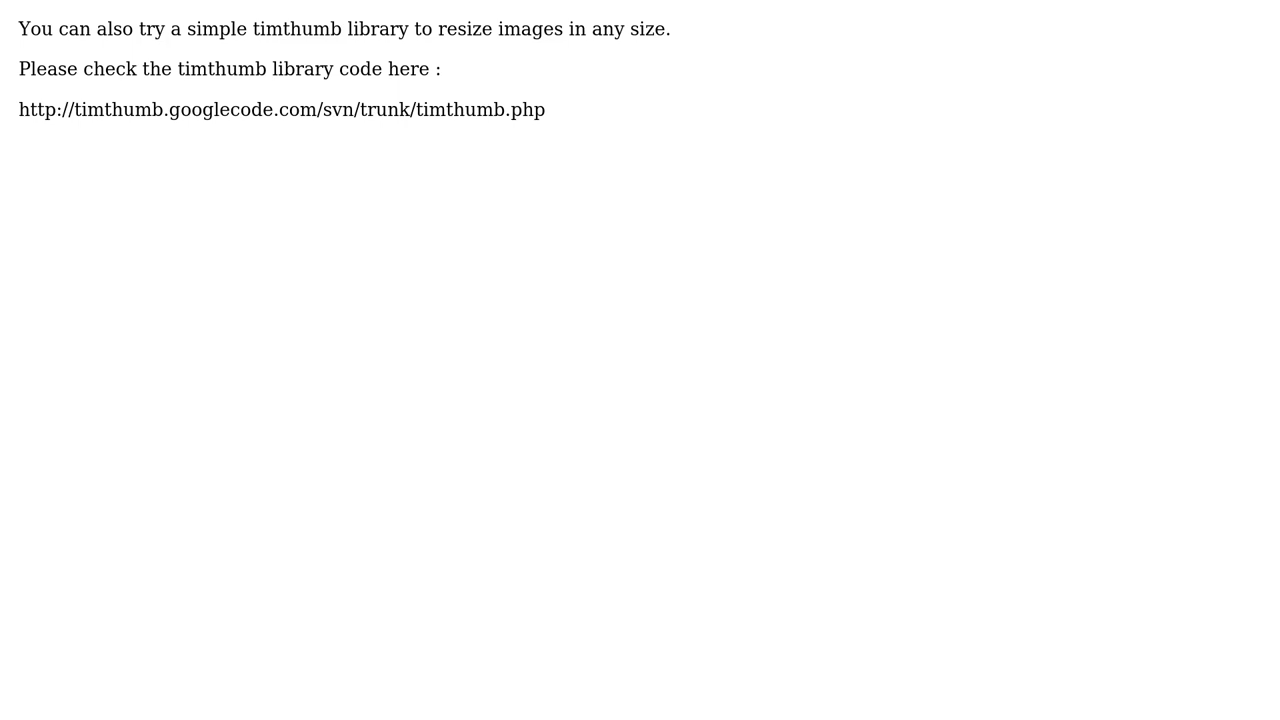 You can also try a simple timthumb library to resize images in any size.
Please check the timthumb library code here :
http://timthumb.googlecode.com/svn/trunk/timthumb.php